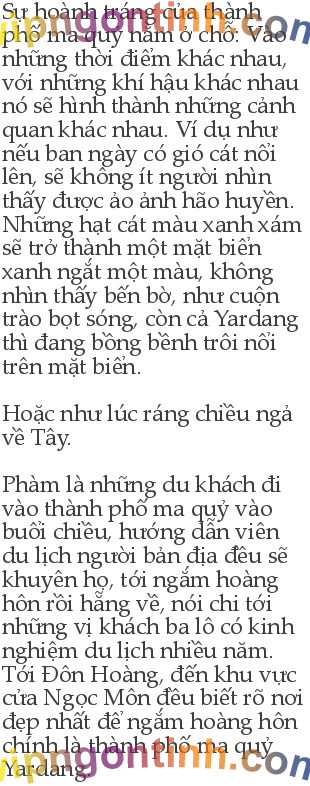 Sự hoành tráng của thành
phố ma quỷ nằm ở chỗ: vào
những thời điểm khác nhau,
với những khí hậu khác nhau
nó sẽ hình thành những cảnh
quan khác nhau. Ví dụ như
nếu ban ngày có gió cát nổi
lên, sẽ không ít người nhìn
thấy được ảo ảnh hão huyền.
Những hạt cát màu xanh xám
sẽ trở thành một mặt biển
xanh ngắt một màu, không
nhìn thấy bến bờ, như cuộn
trào bọt sóng, còn cả Yardang
thì đang bồng bềnh trôi nổi
trên mặt biển.
Hoặc như lúc ráng chiều ngả
về Tây.
Phàm là những du khách đi
vào thành phố ma quỷ vào
buổi chiều, hướng dẫn viên
du lịch người bản địa đều sẽ
khuyên họ, tới ngắm hoàng
hôn rồi hẵng về, nói chi tới
những vị khách ba lô có kinh
nghiệm du lịch nhiều năm.
Tới Đôn Hoàng, đến khu vực
cửa Ngọc Môn đều biết rõ nơi
đẹp nhất để ngắm hoàng hôn
chính là thành phố ma quỷ
Yardang.
vipngontinh.com
vipngontinh.com